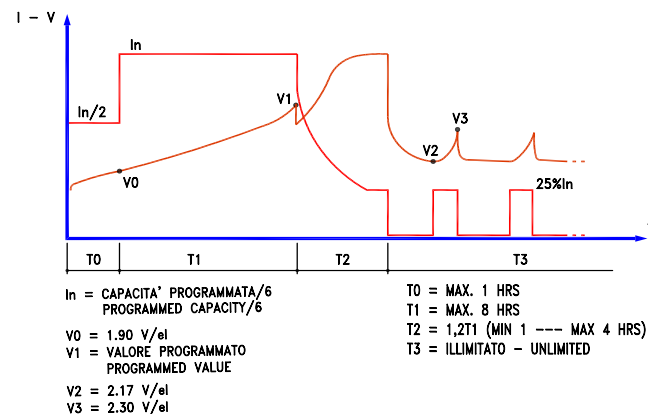 I - V
In
In/2
V1
V3
V2
V0
25%In
T0 T1 T2 T3
In = CAPACITA' PROGRAMMATA/6
PROGRAMMED CAPACITY/6
V0 = 1.90 V/el
V1 = VALORE PROGRAMMATO
PROGRAMMED VALUE
V2 = 2.17 V/el
V3 = 2.30 V/el
T0 = MAX. 1 HRS
T1 = MAX. 8 HRS
T2 = 1,2T1 (MIN 1 --- MAX 4 HRS)
T3 = ILLIMITATO - UNLIMITED